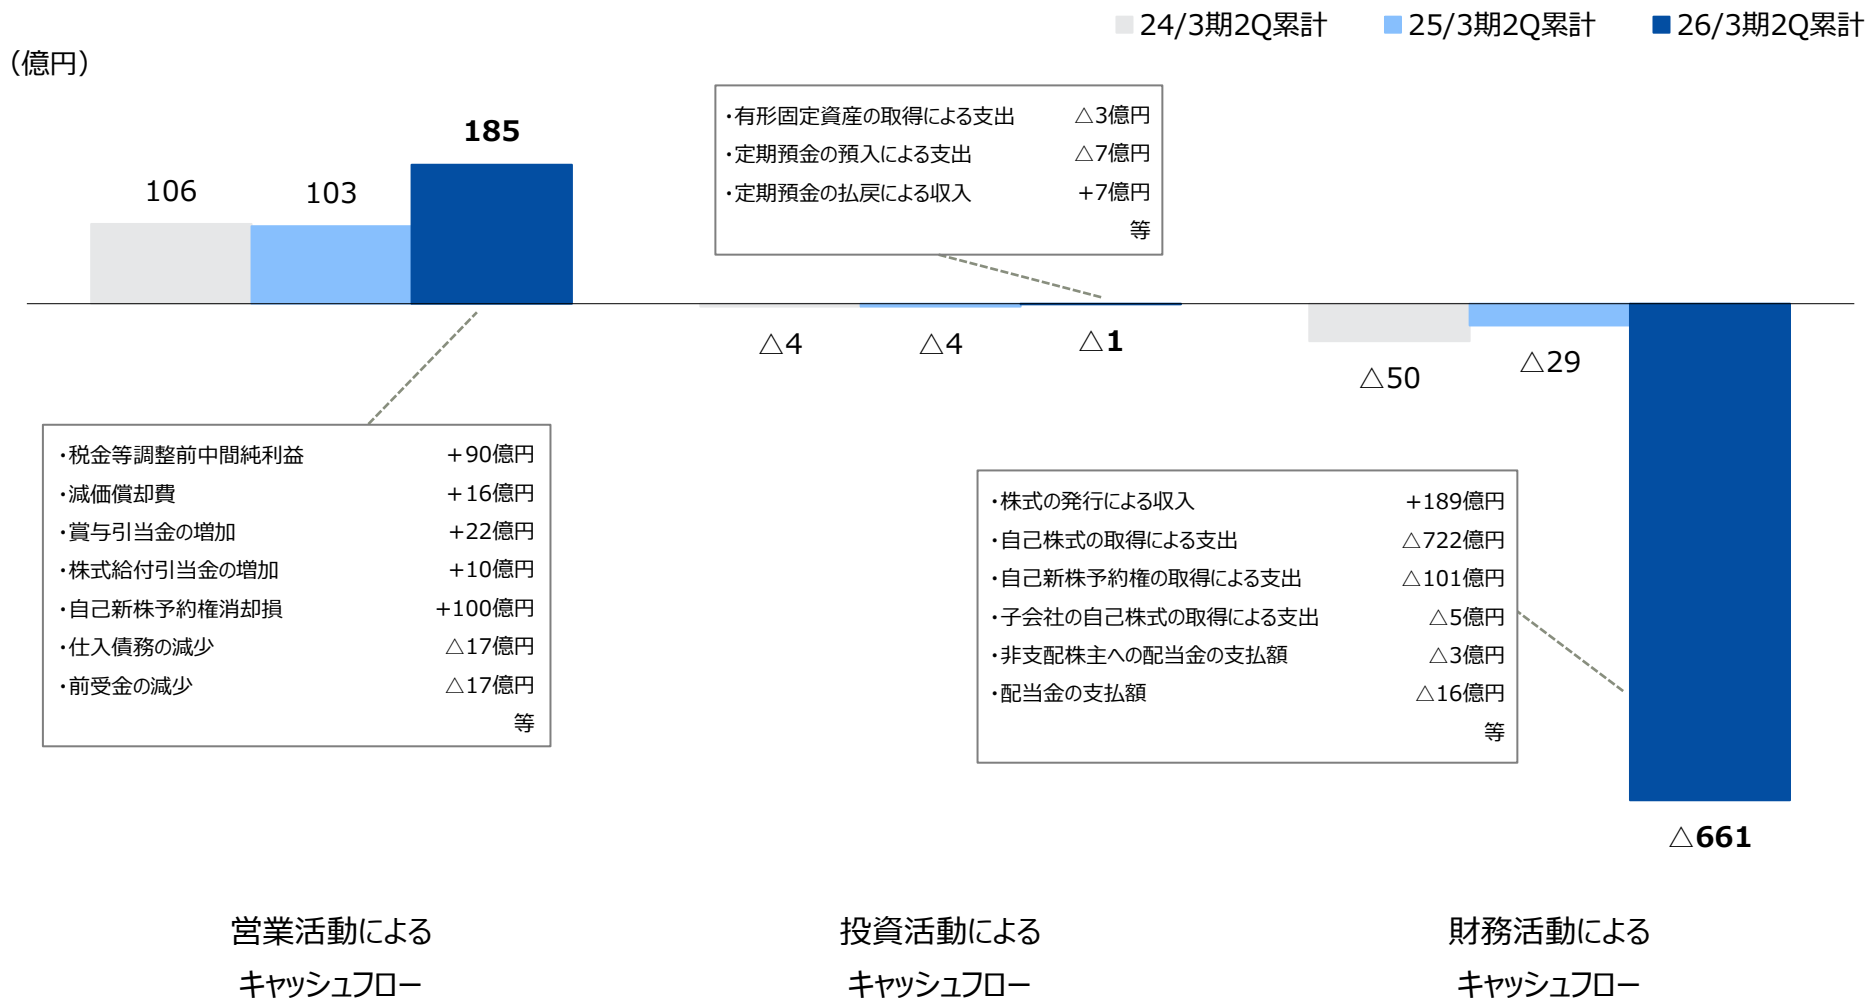 24/3期2Q累計 25/3期2Q累計 26/3期2Q累計
（億円）
106 103 185
・有形固定資産の取得による支出 △3億円
・定期預金の預入による支出 △7億円
・定期預金の払戻による収入 +7億円
等
△4 △4 △1
△50 △29
・税金等調整前中間純利益 +90億円
・減価償却費 +16億円
・賞与引当金の増加 +22億円
・株式給付引当金の増加 +10億円
・自己新株予約権消却損 +100億円
・仕入債務の減少 △17億円
・前受金の減少 △17億円
等
・株式の発行による収入 +189億円
・自己株式の取得による支出 △722億円
・自己新株予約権の取得による支出 △101億円
・子会社の自己株式の取得による支出 △5億円
・非支配株主への配当金の支払額 △3億円
・配当金の支払額 △16億円
等
△661
営業活動による
キャッシュフロー
投資活動による
キャッシュフロー
財務活動による
キャッシュフロー